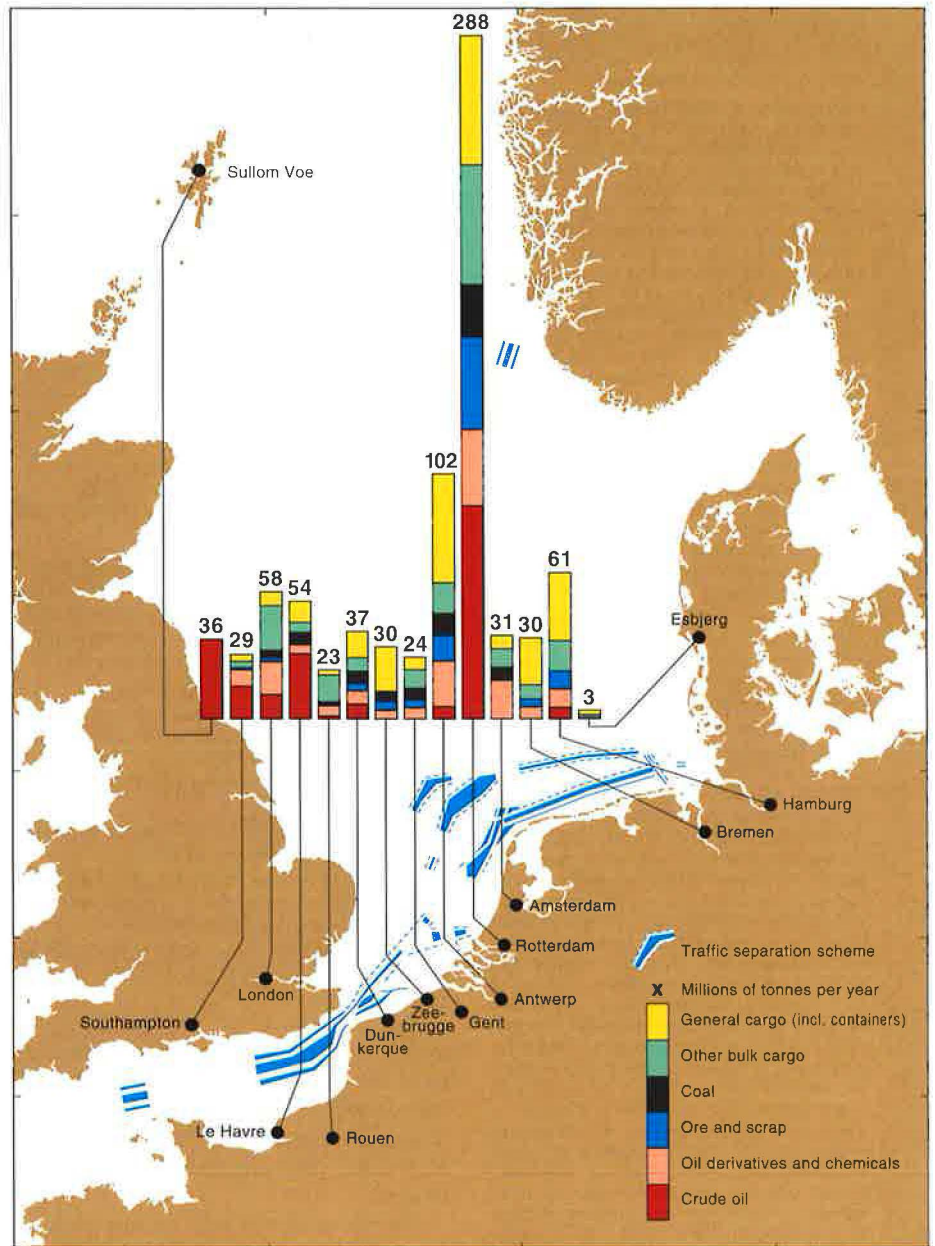 288
Sullom Voe
102
61
58
54
Esbjerg
36
37
31
30
29
30
24
23
3
Hamburg
Bremen
Amsterdam
Rotterdam
Traffic separation scheme
London
Millions of tonnes per year
x
Antwerp
Zee-
brugge
General cargo (incl. containers)
Southampton
Gent
Dun-
kerque
Other bulk cargo
Coal
Ore and scrap
Le Havre
Rouen
Oil derivatives and chemicals
Crude oil